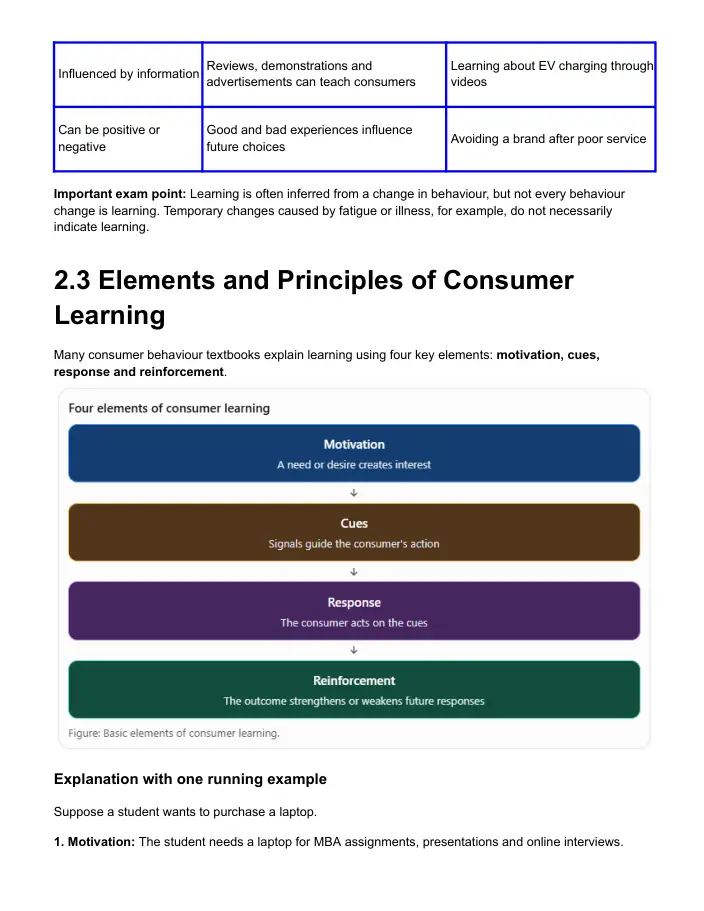 Influenced by information
Reviews, demonstrations and
advertisements can teach consumers
Learning about EV charging through
videos
Can be positive or
negative
Good and bad experiences influence
future choices
Avoiding a brand after poor service
Important exam point: Learning is often inferred from a change in behaviour, but not every behaviour
change is learning. Temporary changes caused by fatigue or illness, for example, do not necessarily
indicate learning.
2.3 Elements and Principles of Consumer
Learning
Many consumer behaviour textbooks explain learning using four key elements: motivation, cues,
response and reinforcement.
Four elements of consumer learning
Motivation
A need or desire creates interest
↓
Cues
Signals guide the consumer's action
↓
Response
The consumer acts on the cues
↓
Reinforcement
The outcome strengthens or weakens future responses
Figure: Basic elements of consumer learning.
Explanation with one running example
Suppose a student wants to purchase a laptop.
1. Motivation: The student needs a laptop for MBA assignments, presentations and online interviews.